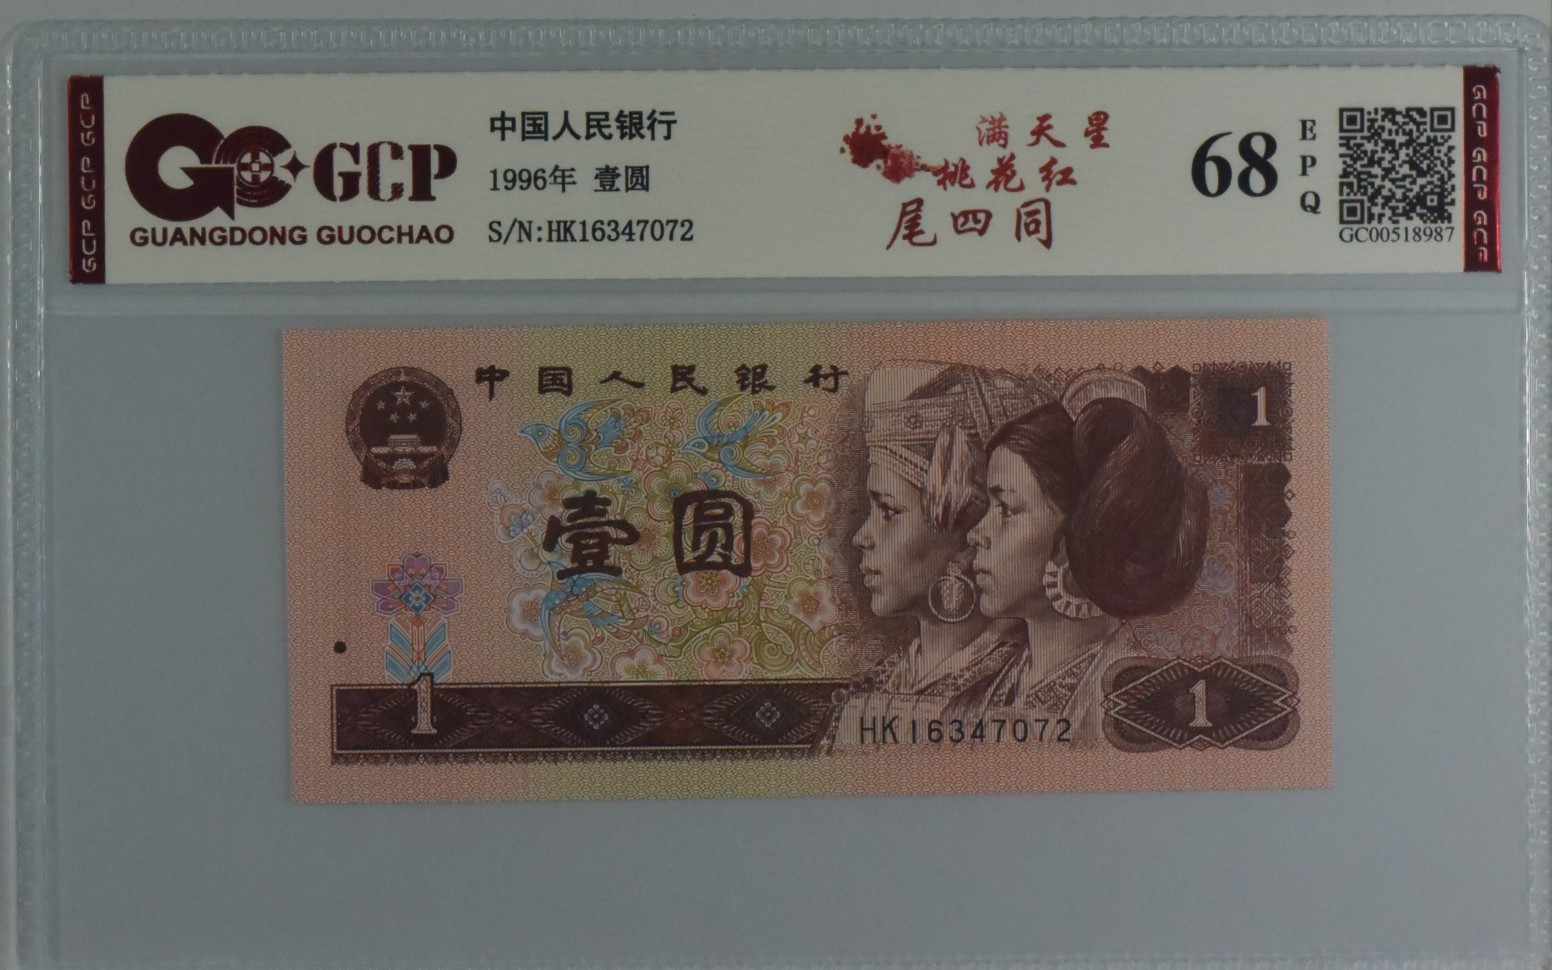 GCP
GUANGDONG GUOCHAO
中国人民银行
1996年 壹圆
S/N:HK16347072
满天星
桃花红
尾四同
68
EPQ
GC00518987
GCP GCP GCP
GCP GCP GCP
中国人民银行
1
壹圆
1
HK16347072
1